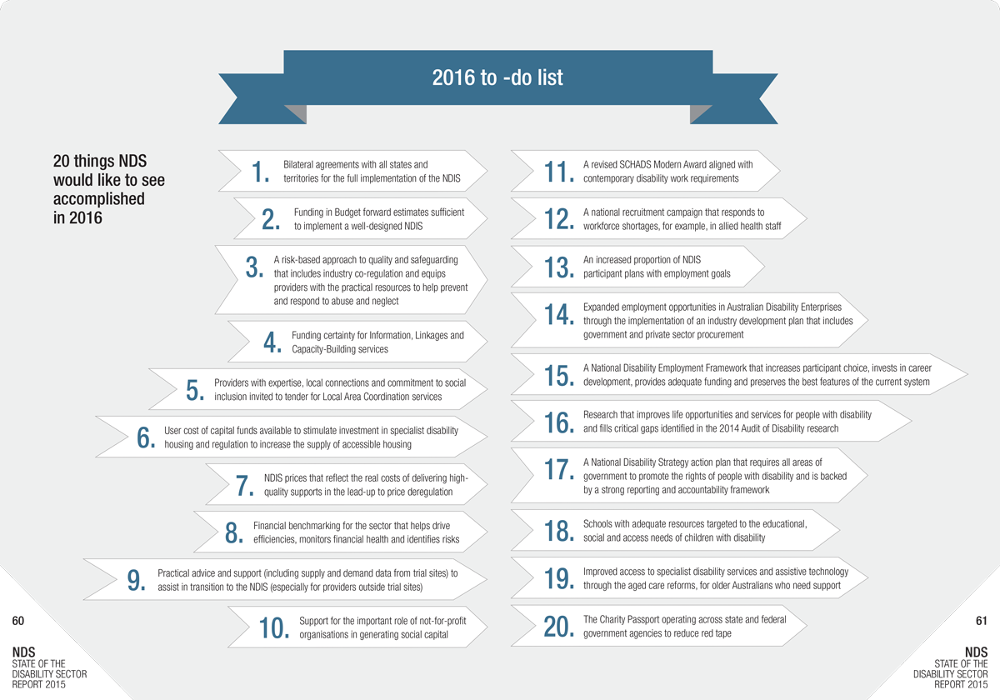 2016 to -do list
20 things NDS
would like to see
accomplished
in 2016
1.
Bilateral agreements with all states and
territories for the full implementation of the NDIS
2.
Funding in Budget forward estimates sufficient
to implement a well-designed NDIS
3.
A risk-based approach to quality and safeguarding
that includes industry co-regulation and equips
providers with the practical resources to help prevent
and respond to abuse and neglect
4.
Funding certainty for Information, Linkages and
Capacity-Building services
5.
Providers with expertise, local connections and commitment to social
inclusion invited to tender for Local Area Coordination services
6.
User cost of capital funds available to stimulate investment in specialist disability
housing and regulation to increase the supply of accessible housing
7.
NDIS prices that reflect the real costs of delivering high-
quality supports in the lead-up to price deregulation
8.
Financial benchmarking for the sector that helps drive
efficiencies, monitors financial health and identifies risks
9.
Practical advice and support (including supply and demand data from trial sites) to
assist in transition to the NDIS (especially for providers outside trial sites)
10.
Support for the important role of not-for-profit
organisations in generating social capital
11.
A revised SCHADS Modern Award aligned with
contemporary disability work requirements
12.
A national recruitment campaign that responds to
workforce shortages, for example, in allied health staff
13.
An increased proportion of NDIS
participant plans with employment goals
14.
Expanded employment opportunities in Australian Disability Enterprises
through the implementation of an industry development plan that includes
government and private sector procurement
15.
A National Disability Employment Framework that increases participant choice, invests in career
development, provides adequate funding and preserves the best features of the current system
16.
Research that improves life opportunities and services for people with disability
and fills critical gaps identified in the 2014 Audit of Disability research
17.
A National Disability Strategy action plan that requires all areas of
government to promote the rights of people with disability and is backed
by a strong reporting and accountability framework
18.
Schools with adequate resources targeted to the educational,
social and access needs of children with disability
19.
Improved access to specialist disability services and assistive technology
through the aged care reforms, for older Australians who need support
20.
The Charity Passport operating across state and federal
government agencies to reduce red tape
60
NDS
STATE OF THE
DISABILITY SECTOR
REPORT 2015
61
NDS
STATE OF THE
DISABILITY SECTOR
REPORT 2015